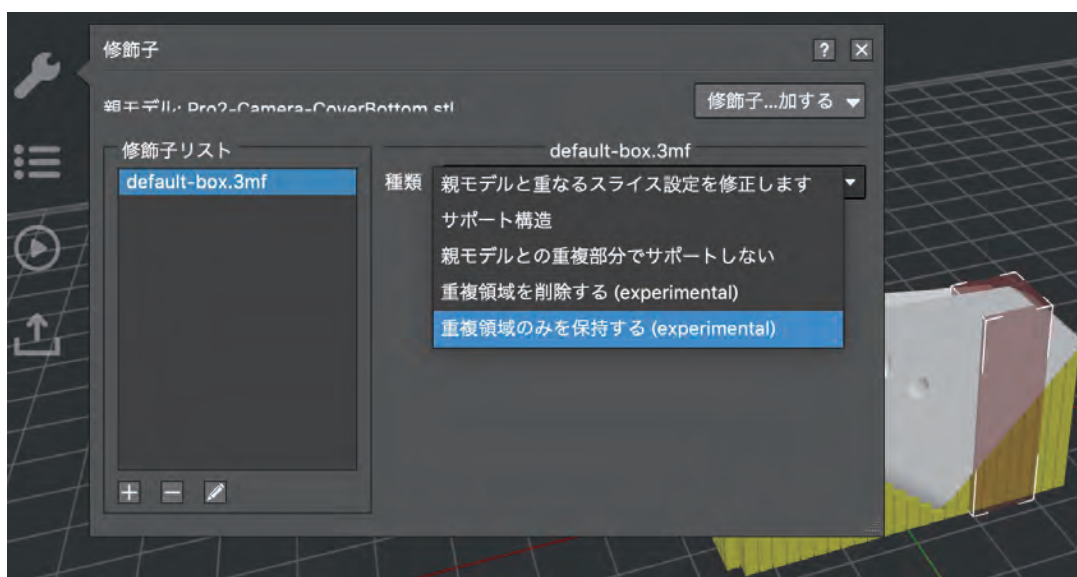 修飾子
? ×
親モデル: Pro2-Camera-CoverBottom.stl
修飾子...加する
修飾子リスト
default-box.3mf
default-box.3mf
種類
親モデルと重なるスライス設定を修正します
サポート構造
親モデルとの重複部分でサポートしない
重複領域を削除する (experimental)
重複領域のみを保持する (experimental)